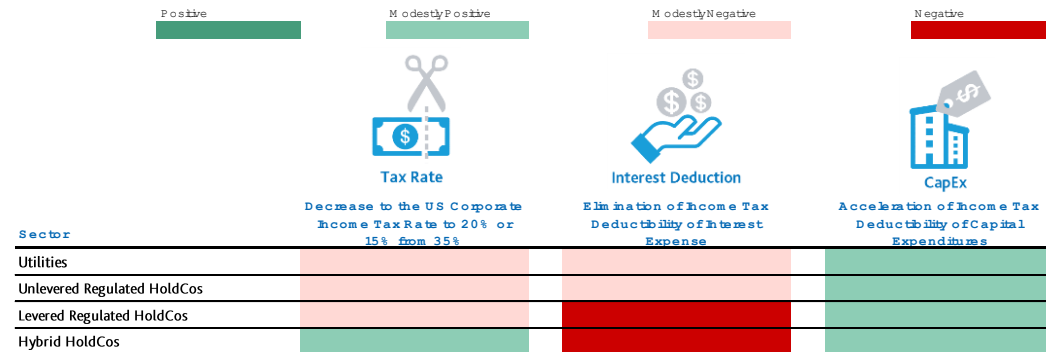 Positive Modestly Positive Modestly Negative Negative
$ $ $ $ $
Tax Rate Interest Deduction CapEx
Decrease to the US Corporate Elimination of Income Tax Acceleration of Income Tax
Income Tax Rate to 20% or Deductibility of Interest Deductibility of Capital
Sector 15% from 35% Expense Expenditures
Utilities
Unlevered Regulated HoldCos
Levered Regulated HoldCos
Hybrid HoldCos